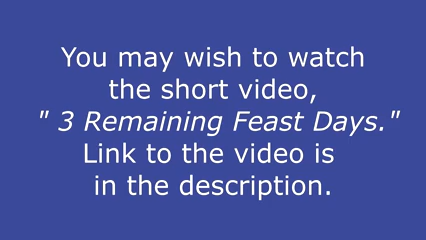 You may wish to watch
the short video,
" 3 Remaining Feast Days."
Link to the video is
in the description.